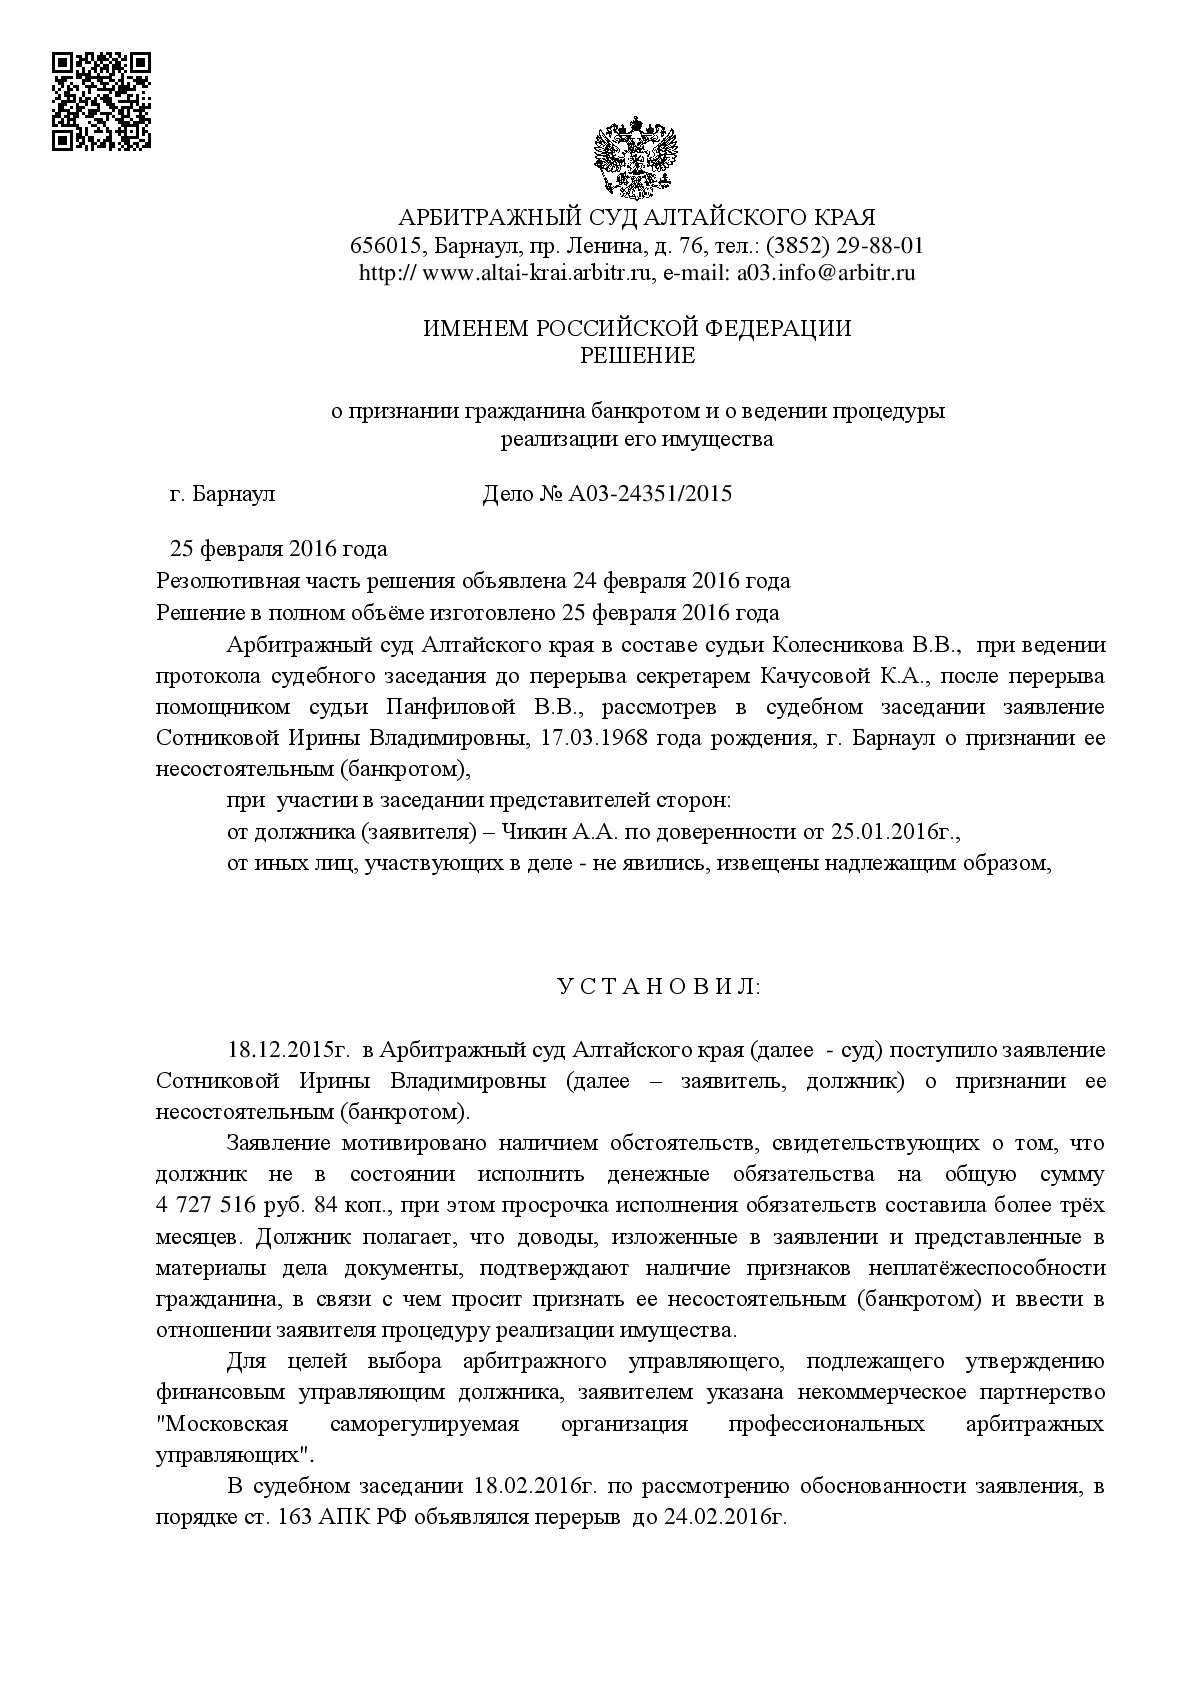 АРБИТРАЖНЫЙ СУД АЛТАЙСКОГО КРАЯ
656015, Барнаул, пр. Ленина, д. 76, тел.: (3852) 29-88-01
http:// www.altai-krai.arbitr.ru, e-mail: a03.info@arbitr.ru
ИМЕНЕМ РОССИЙСКОЙ ФЕДЕРАЦИИ
РЕШЕНИЕ
о признании гражданина банкротом и о ведении процедуры
реализации его имущества
г. Барнаул Дело № А03-24351/2015
25 февраля 2016 года
Резолютивная часть решения объявлена 24 февраля 2016 года
Решение в полном объёме изготовлено 25 февраля 2016 года
Арбитражный суд Алтайского края в составе судьи Колесникова В.В., при ведении
протокола судебного заседания до перерыва секретарем Качусовой К.А., после перерыва
помощником судьи Панфиловой В.В., рассмотрев в судебном заседании заявление
Сотниковой Ирины Владимировны, 17.03.1968 года рождения, г. Барнаул о признании ее
несостоятельным (банкротом),
при участии в заседании представителей сторон:
от должника (заявителя) – Чикин А.А. по доверенности от 25.01.2016г.,
от иных лиц, участвующих в деле - не явились, извещены надлежащим образом,
У С Т А Н О В И Л:
18.12.2015г. в Арбитражный суд Алтайского края (далее - суд) поступило заявление
Сотниковой Ирины Владимировны (далее – заявитель, должник) о признании ее
несостоятельным (банкротом).
Заявление мотивировано наличием обстоятельств, свидетельствующих о том, что
должник не в состоянии исполнить денежные обязательства на общую сумму
4 727 516 руб. 84 коп., при этом просрочка исполнения обязательств составила более трёх
месяцев. Должник полагает, что доводы, изложенные в заявлении и представленные в
материалы дела документы, подтверждают наличие признаков неплатёжеспособности
гражданина, в связи с чем просит признать ее несостоятельным (банкротом) и ввести в
отношении заявителя процедуру реализации имущества.
Для целей выбора арбитражного управляющего, подлежащего утверждению
финансовым управляющим должника, заявителем указана некоммерческое партнерство
"Московская саморегулируемая организация профессиональных арбитражных
управляющих".
В судебном заседании 18.02.2016г. по рассмотрению обоснованности заявления, в
порядке ст. 163 АПК РФ объявлялся перерыв до 24.02.2016г.